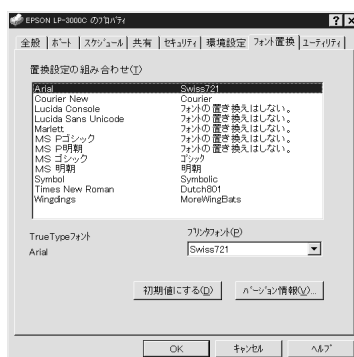 EPSON LP-3000C のプロパティ
全般 ポート スケジュール 共有 セキュリティ 環境設定 フォント置換 ユーティリティ
置換設定の組み合わせ(T)
Arial Swiss721
Courier New Courier
Lucida Console フォントの置き換えはしない。
Lucida Sans Unicode フォントの置き換えはしない。
Marlett フォントの置き換えはしない。
MS Pゴシック フォントの置き換えはしない。
MS P明朝 フォントの置き換えはしない。
MS ゴシック ゴシック
MS 明朝 明朝
Symbol Symbolic
Times New Roman Dutch801
Wingdings MoreWingBats
TrueTypeフォント プリンタフォント(P)
Arial Swiss721
初期値にする(D) バージョン情報(V)...
OK キャンセル ヘルプ